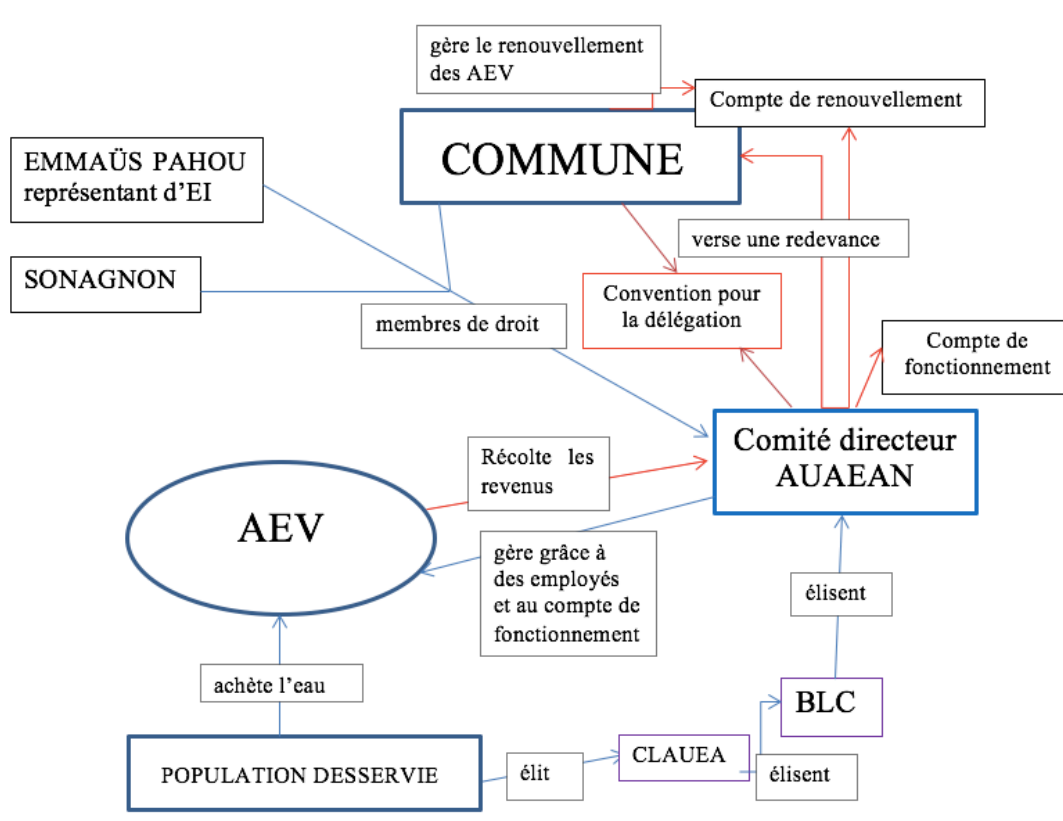 gère le renouvellement
des AEV
Compte de renouvellement
COMMUNE
EMMAÜS PAHOU
représentant d'EI
verse une redevance
SONAGNON
Convention pour
la délégation
membres de droit
Compte de
fonctionnement
Comité directeur
AUAEAN
Récolte les
revenus
AEV
gère grâce à
des employés
et au compte de
fonctionnement
élisent
achète l'eau
BLC
POPULATION DESSERVIE
élit
CLAUEA
élisent